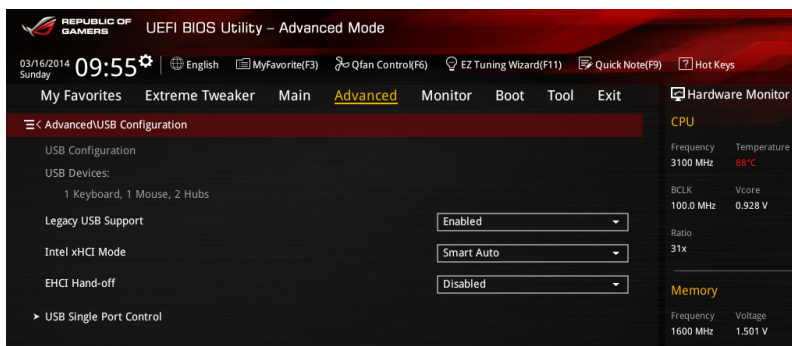 REPUBLIC OF
GAMERS
UEFI BIOS Utility – Advanced Mode
03/16/2014
Sunday
09:55
English
MyFavorite(F3)
Qfan Control(F6)
EZ Tuning Wizard(F11)
Quick Note(F9)
? Hot Keys
My Favorites
Extreme Tweaker
Main
Advanced
Monitor
Boot
Tool
Exit
Advanced\USB Configuration
USB Configuration
USB Devices:
1 Keyboard, 1 Mouse, 2 Hubs
Legacy USB Support
Enabled
Intel xHCI Mode
Smart Auto
EHCI Hand-off
Disabled
USB Single Port Control
Hardware Monitor
CPU
Frequency Temperature
3100 MHz 88°C
BCLK Vcore
100.0 MHz 0.928 V
Ratio
31x
Memory
Frequency Voltage
1600 MHz 1.501 V